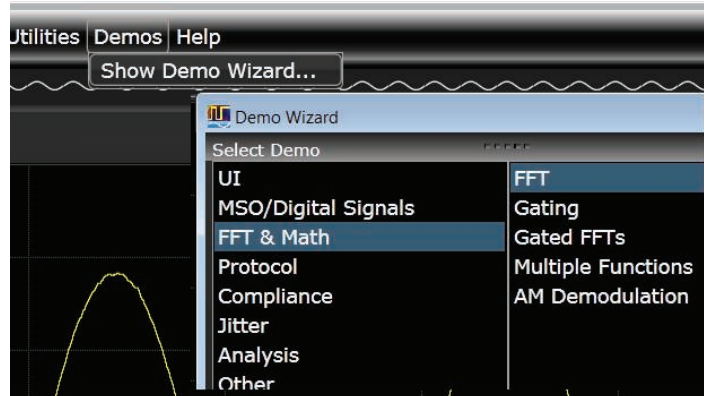 Utilities Demos Help
Show Demo Wizard...
Demo Wizard
Select Demo
UI
MSO/Digital Signals
FFT & Math
Protocol
Compliance
Jitter
Analysis
Other
FFT
Gating
Gated FFTs
Multiple Functions
AM Demodulation